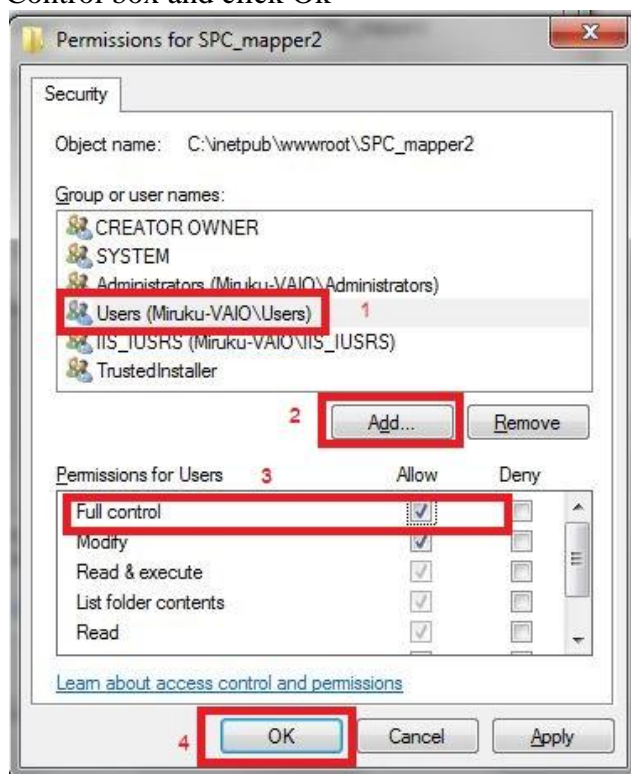 Control box and click Ok
Permissions for SPC_mapper2
Security
Object name: C:\inetpub\wwwroot\SPC_mapper2
Group or user names:
CREATOR OWNER
SYSTEM
Administrators (Miruku-VAIO\Administrators)
Users (Miruku-VAIO\Users) 1
IIS_IUSRS (Miruku-VAIO\IIS_IUSRS)
TrustedInstaller
2 Add... Remove
Permissions for Users 3 Allow Deny
Full control
Modify
Read & execute
List folder contents
Read
Learn about access control and permissions
4 OK Cancel Apply